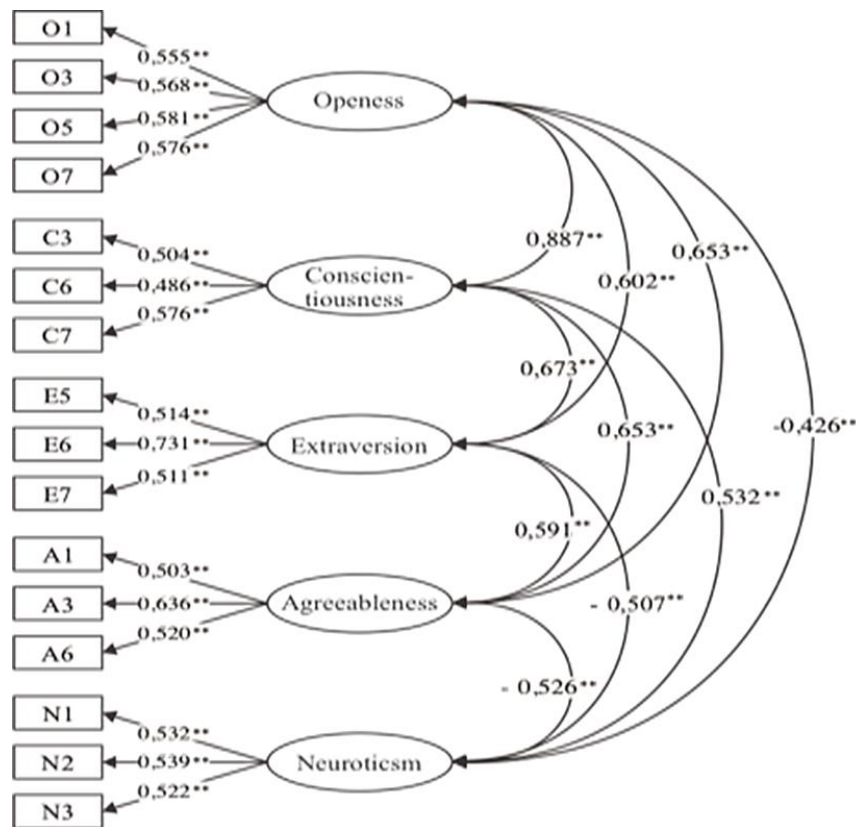 O1
0,555**
O3
0,568**
Openess
O5
0,581**
O7
0,576**
C3
0,504**
C6
0,486**
Conscien-
tiousness
C7
0,576**
E5
0,514**
E6
0,731**
Extraversion
E7
0,511**
A1
0,503**
A3
0,636**
Agreeableness
A6
0,520**
N1
0,532**
N2
0,539**
Neuroticsm
N3
0,522**
0,887**
0,653**
0,602**
0,673**
0,653**
-0,426**
0,532**
0,591**
- 0,507**
- 0,526**